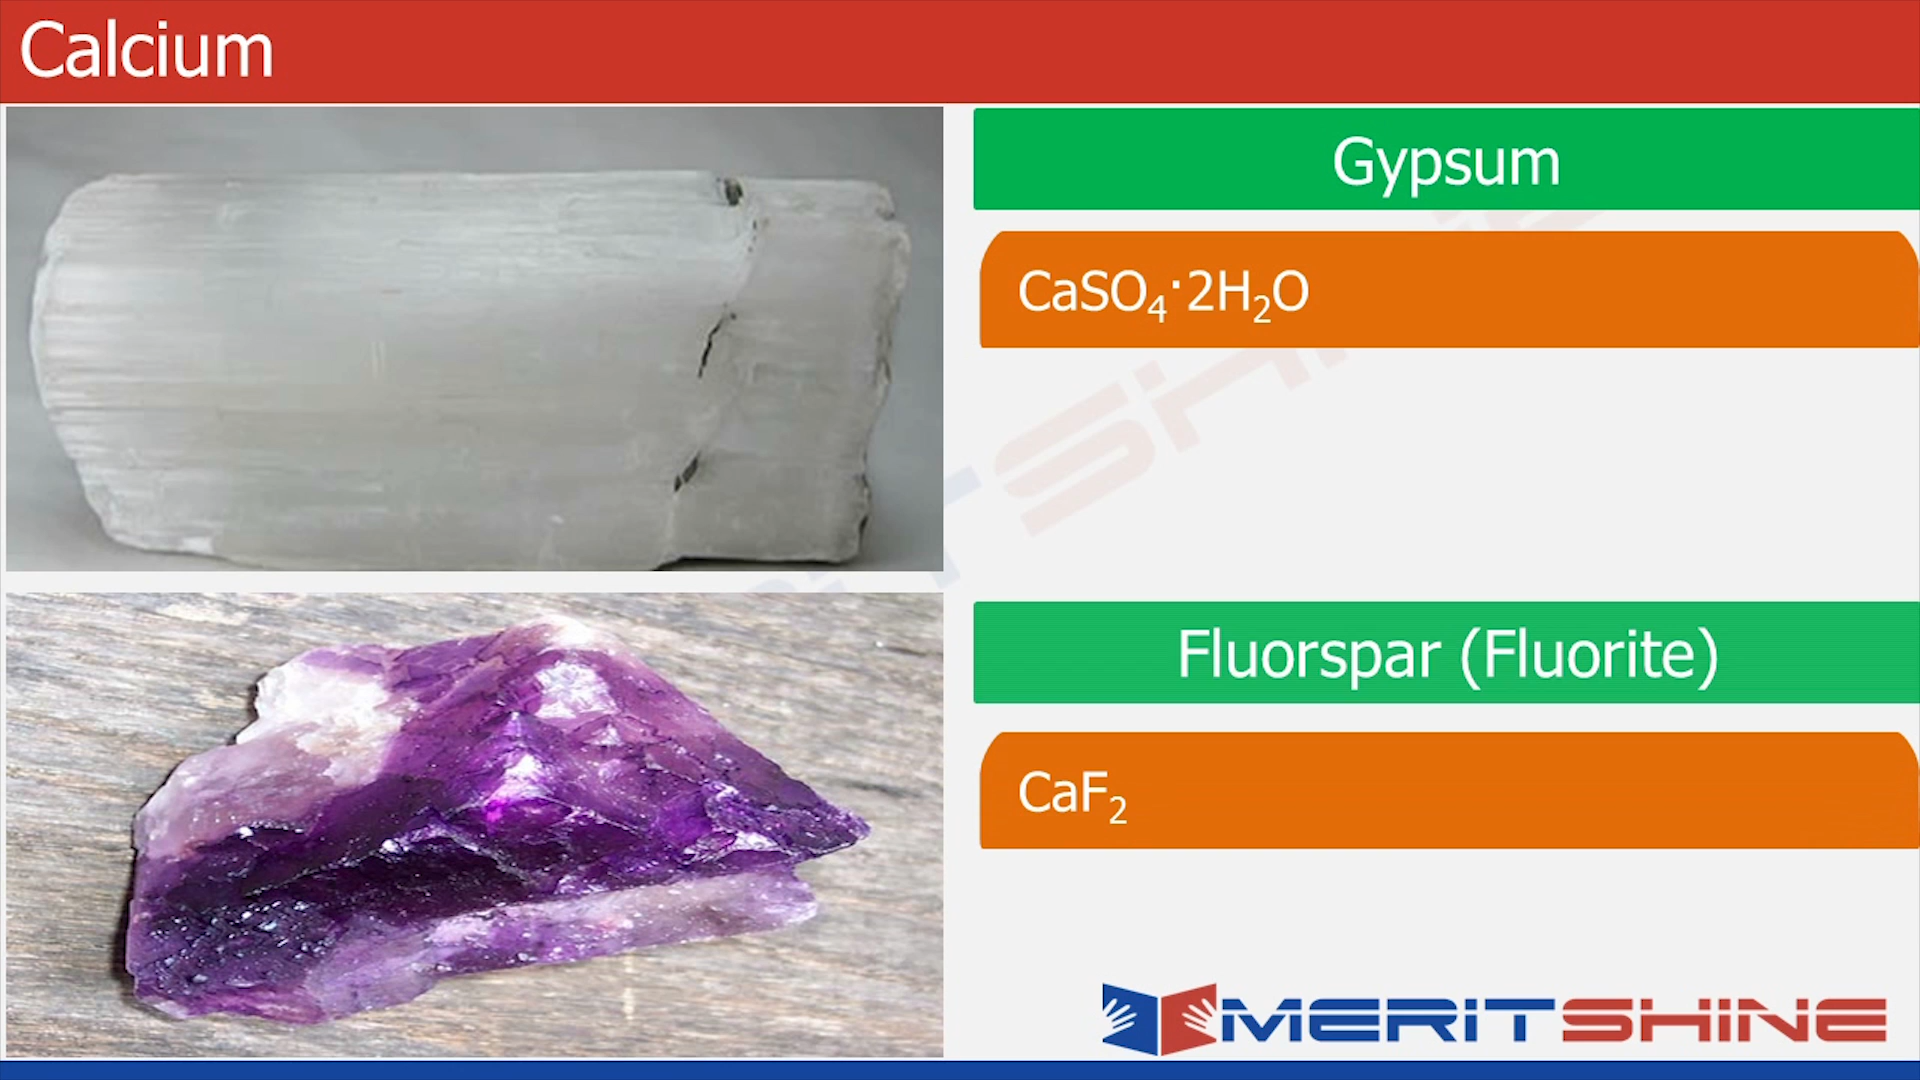 Calcium
Gypsum
CaSO₄·2H₂O
Fluorspar (Fluorite)
CaF₂
MERITSHINE